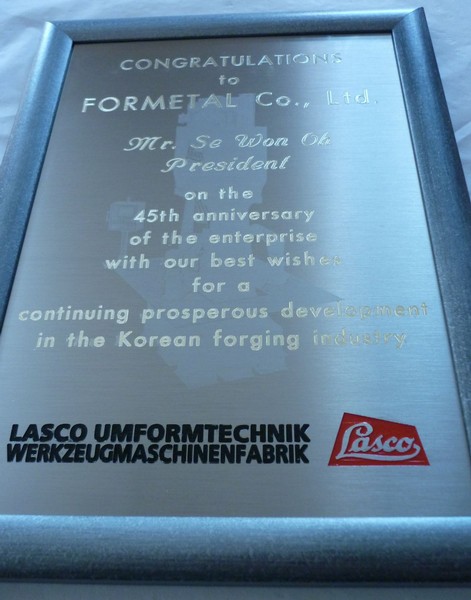 CONGRATULATIONS
to
FORMETAL Co., Ltd.
Mr. Se Won Oh
President
on the
45th anniversary
of the enterprise
with our best wishes
for a
continuing prosperous development
in the Korean forging industry
LASCO UMFORMTECHNIK
WERKZEUGMASCHINENFABRIK
Lasco